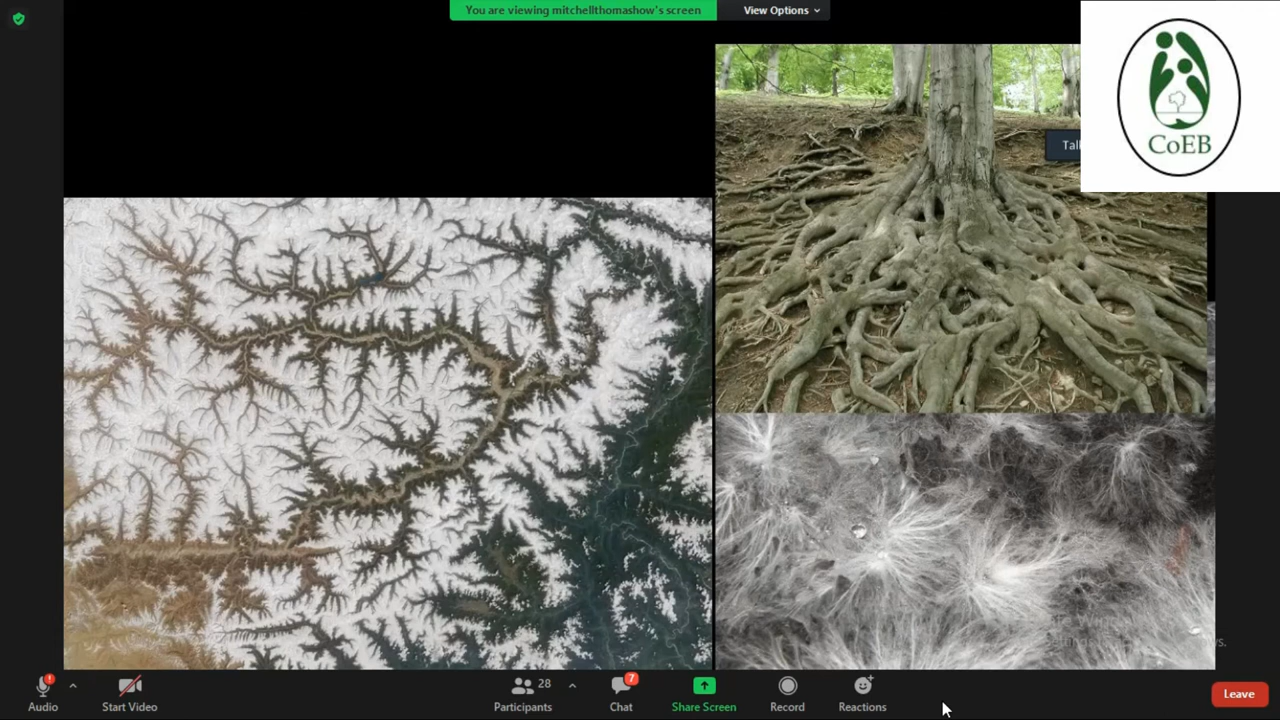 You are viewing mitchellthomashow's screen
View Options
CoEB
Audio
Start Video
28
Participants
7
Chat
Share Screen
Record
Reactions
Leave